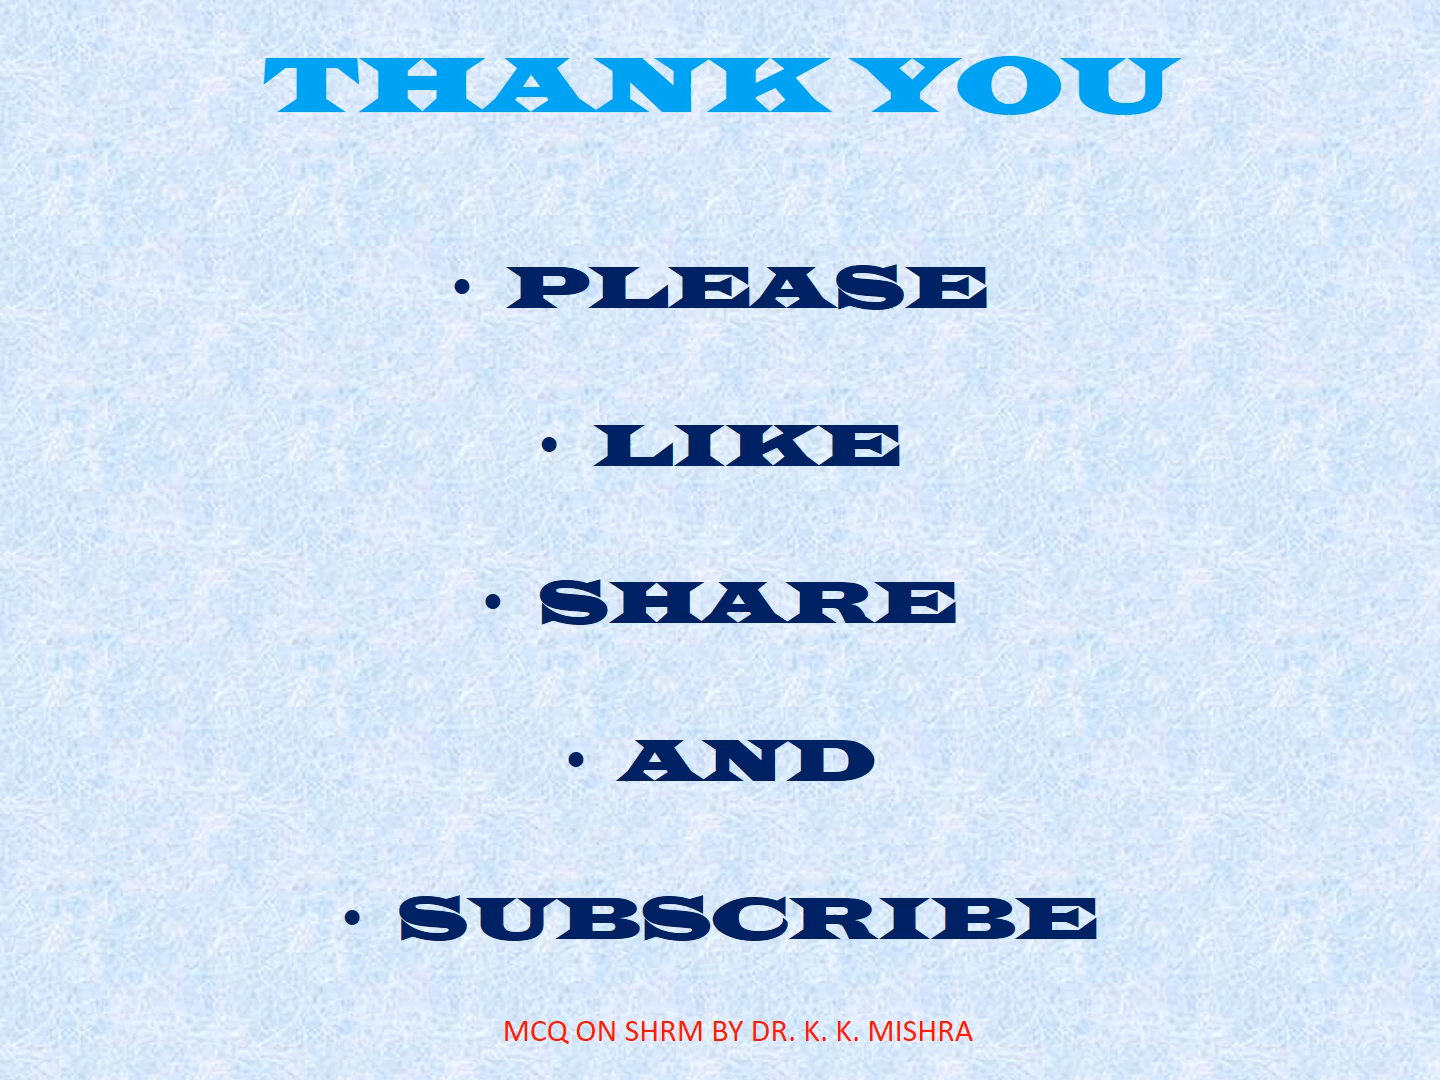 THANK YOU
• PLEASE
• LIKE
• SHARE
• AND
• SUBSCRIBE
MCQ ON SHRM BY DR. K. K. MISHRA